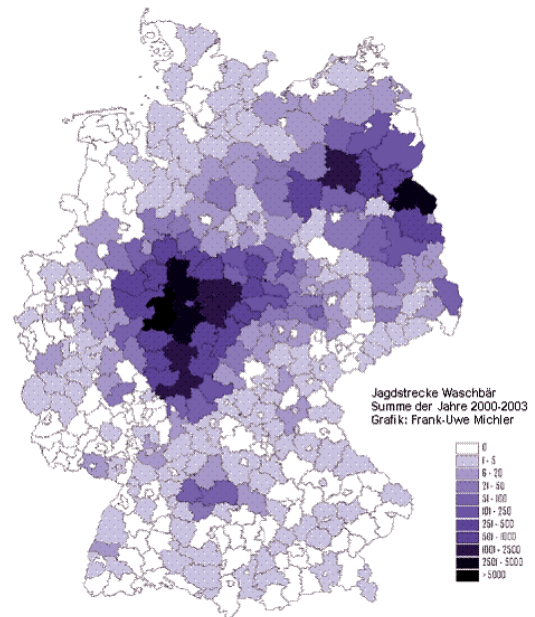 Jagdstrecke Waschbär
Summe der Jahre 2000-2003
Grafik: Frank-Uwe Michler
0
1 - 5
6 - 20
21 - 50
51 - 100
101 - 250
251 - 500
501 - 1000
1001 - 2500
2501 - 5000
> 5000